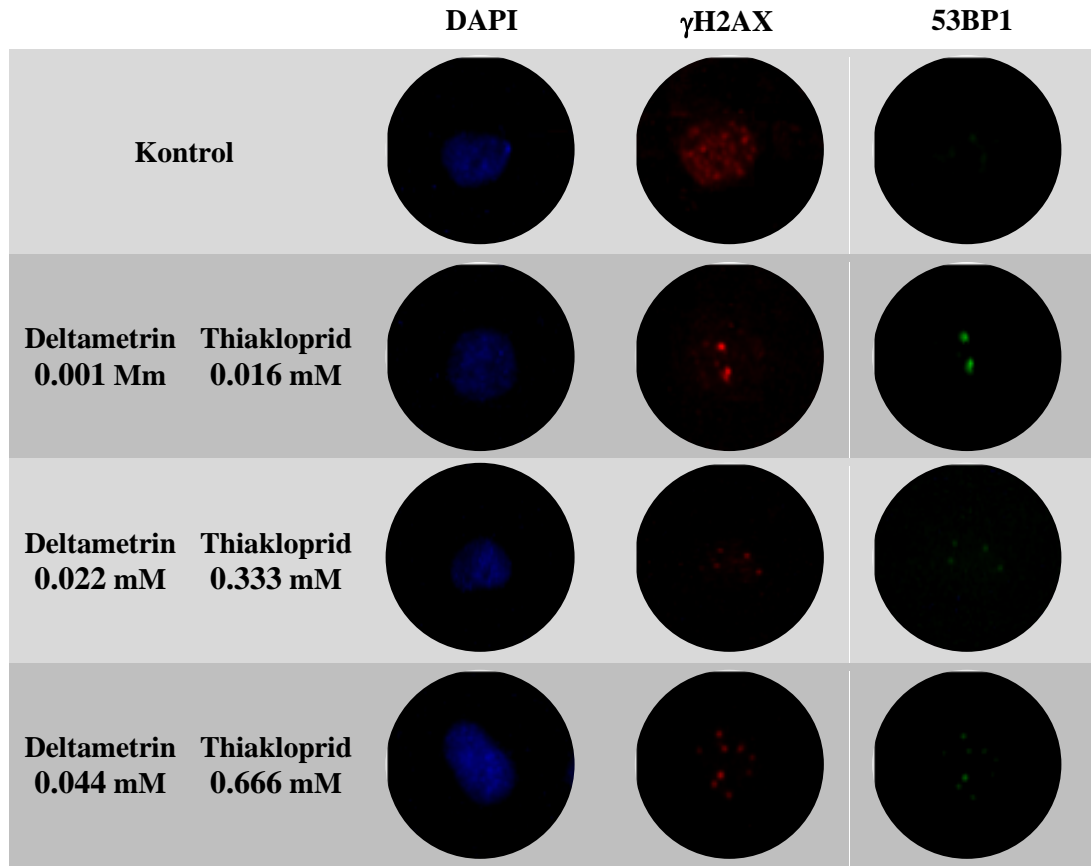 DAPI γH2AX 53BP1
Kontrol
Deltametrin Thiakloprid
0.001 Mm 0.016 mM
Deltametrin Thiakloprid
0.022 mM 0.333 mM
Deltametrin Thiakloprid
0.044 mM 0.666 mM